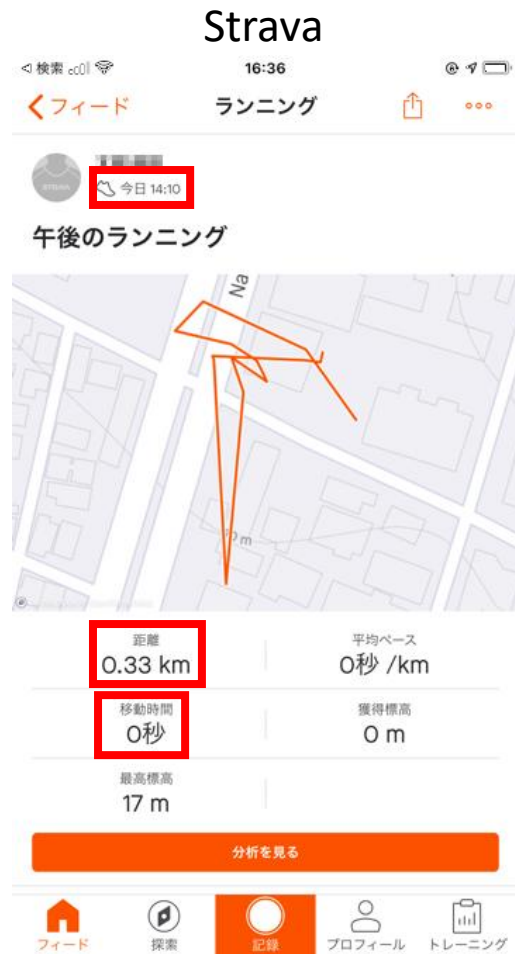 Strava
検索
16:36
フィード
ランニング
STRAVA
今日 14:10
午後のランニング
Na
m
距離
0.33 km
平均ペース
0秒 /km
移動時間
0秒
獲得標高
0 m
最高標高
17 m
分析を見る
フィード
探索
記録
プロフィール
トレーニング